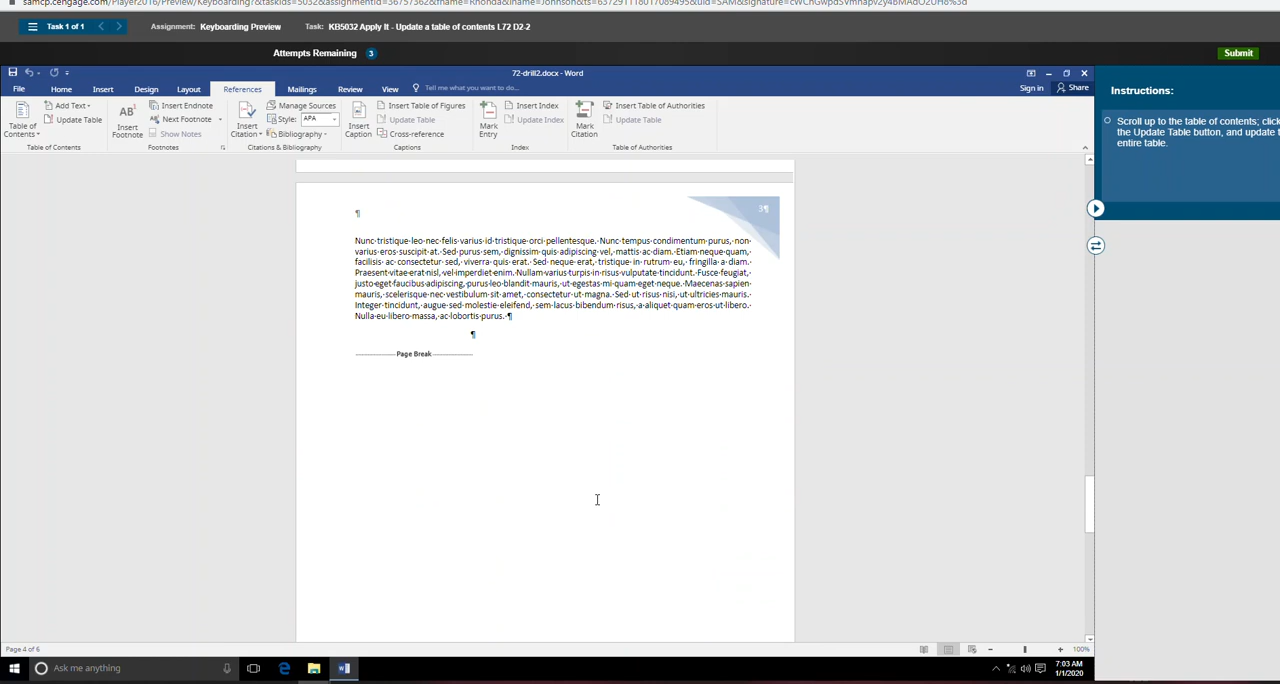 Task 1 of 1 Assignment: Keyboarding Preview Task: KB5032 Apply It - Update a table of contents L72 D2-2
Attempts Remaining 3 Submit
72-drill2.docx - Word
File Home Insert Design Layout References Mailings Review View Tell me what you want to do... Sign in Share
Table of Contents Add Text Update Table
Insert Footnote Insert Endnote Next Footnote Show Notes
Insert Citation Manage Sources Style: APA Bibliography
Insert Caption Insert Table of Figures Update Table Cross-reference
Mark Entry Insert Index Update Index
Mark Citation Insert Table of Authorities Update Table
Table of Contents Footnotes Citations & Bibliography Captions Index Table of Authorities
Instructions:
Scroll up to the table of contents; click
the Update Table button, and update t
entire table.
3¶
¶
Nunc·tristique·leo·nec·felis·varius·id·tristique·orci·pellentesque.·Nunc·tempus·condimentum·purus,·non·
varius·eros·suscipit·at.·Sed·purus·sem,·dignissim·quis·adipiscing·vel,·mattis·ac·diam.·Etiam·neque·quam,·
facilisis·ac·consectetur·sed,·viverra·quis·erat.·Sed·neque·erat,·tristique·in·rutrum·eu,·fringilla·a·diam.·
Praesent·vitae·erat·nisl,·vel·imperdiet·enim.·Nullam·varius·turpis·in·risus·vulputate·tincidunt.·Fusce·feugiat,·
justo·eget·faucibus·adipiscing,·purus·leo·blandit·mauris,·ut·egestas·mi·quam·eget·neque.·Maecenas·sapien·
mauris,·scelerisque·nec·vestibulum·sit·amet,·consectetur·ut·magna.·Sed·ut·risus·nisi,·ut·ultricies·mauris.·
Integer·tincidunt,·augue·sed·molestie·eleifend,·sem·lacus·bibendum·risus,·a·aliquet·quam·eros·ut·libero.·
Nulla·eu·libero·massa,·ac·lobortis·purus.·¶
¶
Page Break
Page 4 of 6 100%
Ask me anything 7:03 AM
1/1/2020